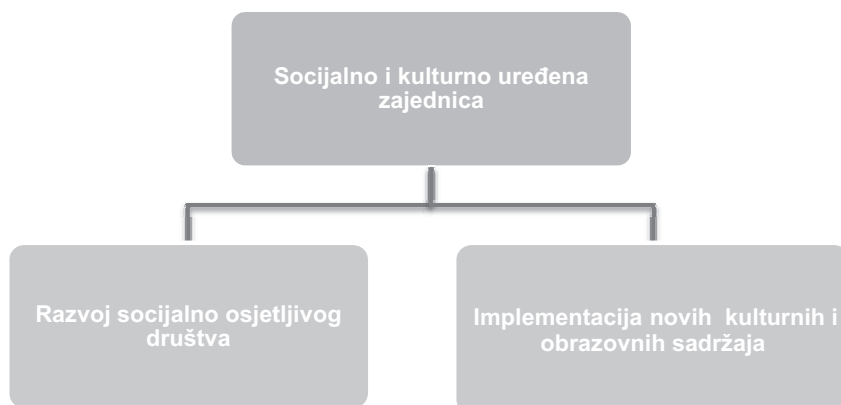 Socijalno i kulturno uređena
zajednica
Razvoj socijalno osjetljivog
društva
Implementacija novih kulturnih i
obrazovnih sadržaja